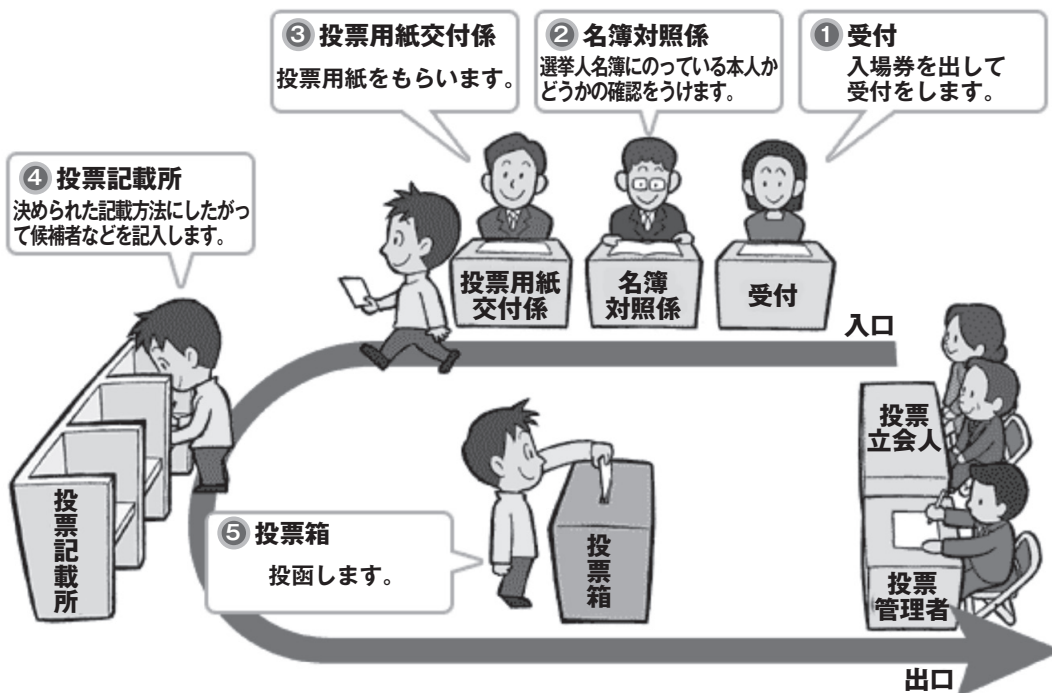 ❶ 受付
入場券を出して
受付をします。
❷ 名簿対照係
選挙人名簿にのっている本人か
どうかの確認をうけます。
❸ 投票用紙交付係
投票用紙をもらいます。
❹ 投票記載所
決められた記載方法にしたがっ
て候補者などを記入します。
投票用紙
交付係
名簿
対照係
受付
入口
投票
立会人
投票
管理者
投票記載所
❺ 投票箱
投函します。
投票箱
出口